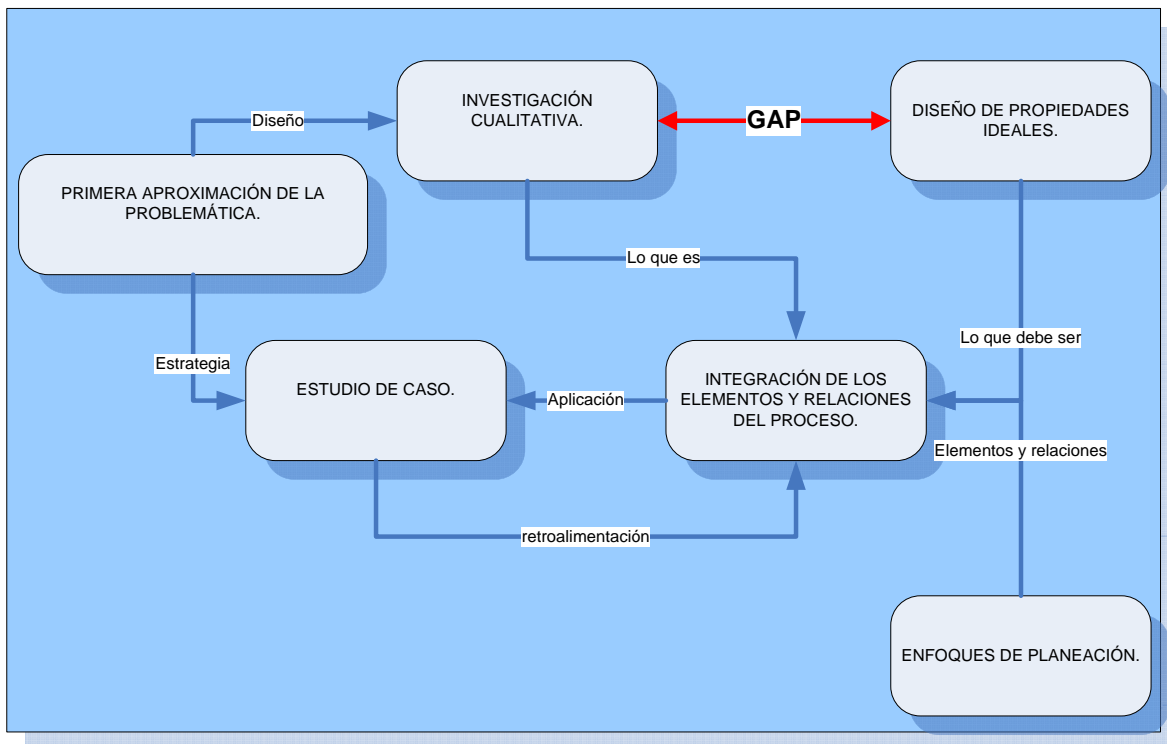 INVESTIGACIÓN
CUALITATIVA.
GAP
DISEÑO DE PROPIEDADES
IDEALES.
Diseño
PRIMERA APROXIMACIÓN DE LA
PROBLEMÁTICA.
Lo que es
Lo que debe ser
Estrategia
ESTUDIO DE CASO.
Aplicación
INTEGRACIÓN DE LOS
ELEMENTOS Y RELACIONES
DEL PROCESO.
Elementos y relaciones
retroalimentación
ENFOQUES DE PLANEACIÓN.